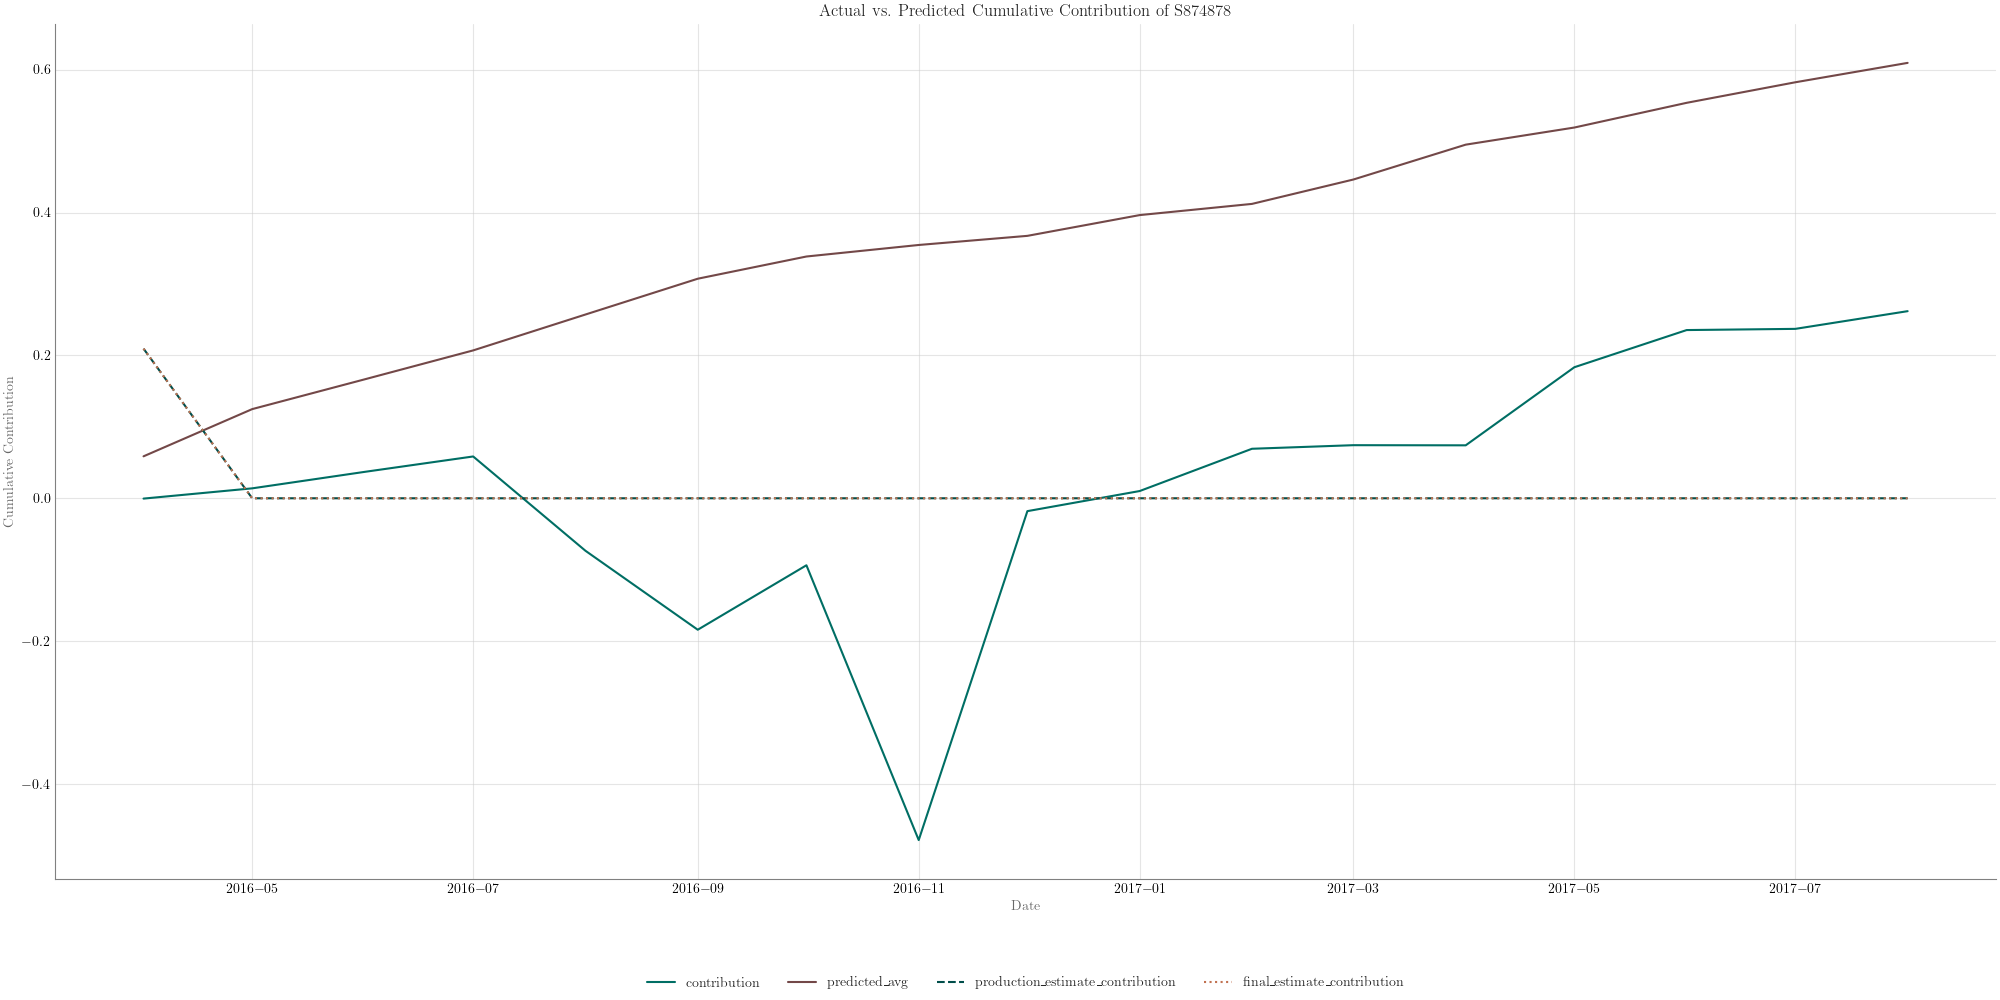 Actual vs. Predicted Cumulative Contribution of S874878
0.6
0.4
0.2
0.0
−0.2
−0.4
Cumulative Contribution
2016−05 2016−07 2016−09 2016−11 2017−01 2017−03 2017−05 2017−07
Date
contribution predicted_avg production_estimate_contribution final_estimate_contribution